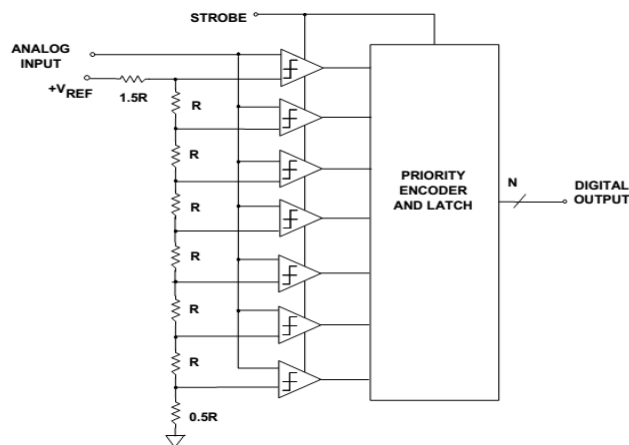 STROBE
ANALOG
INPUT
+VREF
1.5R
R
R
R
R
R
R
0.5R
PRIORITY
ENCODER
AND LATCH
N
DIGITAL
OUTPUT